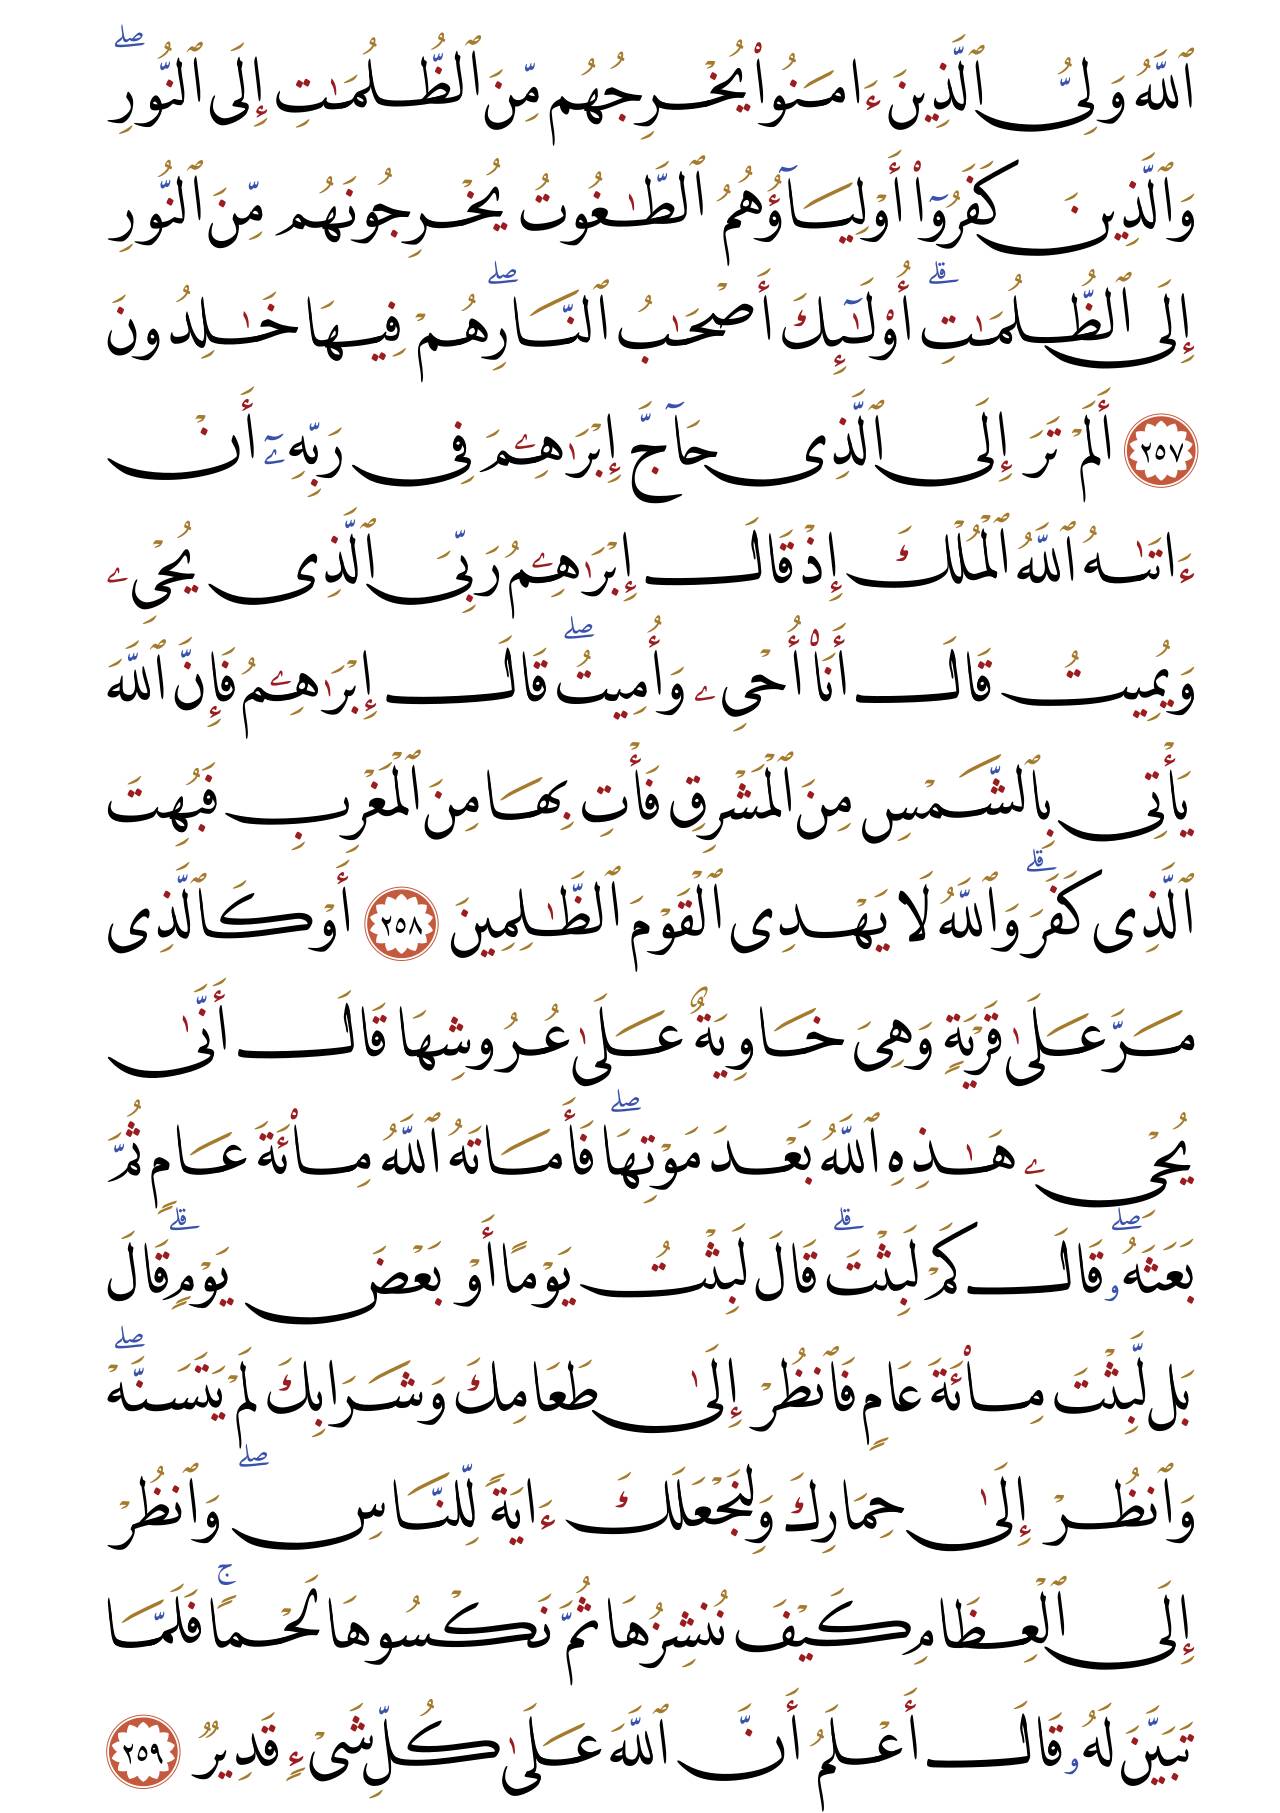 ٱللَّهُ وَلِىُّ ٱلَّذِينَ ءَامَنُوا۟ يُخْرِجُهُم مِّنَ ٱلظُّلُمَـٰتِ إِلَى ٱلنُّورِ ۖ
وَٱلَّذِينَ كَفَرُوٓا۟ أَوْلِيَآؤُهُمُ ٱلطَّـٰغُوتُ يُخْرِجُونَهُم مِّنَ ٱلنُّورِ
إِلَى ٱلظُّلُمَـٰتِ ۗ أُو۟لَـٰٓئِكَ أَصْحَـٰبُ ٱلنَّارِ ۖ هُمْ فِيهَا خَـٰلِدُونَ
٢٥٧ أَلَمْ تَرَ إِلَى ٱلَّذِى حَآجَّ إِبْرَٰهِـۧمَ فِى رَبِّهِۦٓ أَنْ
ءَاتَىٰهُ ٱللَّهُ ٱلْمُلْكَ إِذْ قَالَ إِبْرَٰهِـۧمُ رَبِّىَ ٱلَّذِى يُحْىِۦ
وَيُمِيتُ قَالَ أَنَا۠ أُحْىِۦ وَأُمِيتُ ۖ قَالَ إِبْرَٰهِـۧمُ فَإِنَّ ٱللَّهَ
يَأْتِى بِٱلشَّمْسِ مِنَ ٱلْمَشْرِقِ فَأْتِ بِهَا مِنَ ٱلْمَغْرِبِ فَبُهِتَ
ٱلَّذِى كَفَرَ ۗ وَٱللَّهُ لَا يَهْدِى ٱلْقَوْمَ ٱلظَّـٰلِمِينَ ٢٥٨ أَوْ كَٱلَّذِى
مَرَّ عَلَىٰ قَرْيَةٍ وَهِىَ خَاوِيَةٌ عَلَىٰ عُرُوشِهَا قَالَ أَنَّىٰ
يُحْىِۦ هَـٰذِهِ ٱللَّهُ بَعْدَ مَوْتِهَا ۖ فَأَمَاتَهُ ٱللَّهُ مِا۟ئَةَ عَامٍ ثُمَّ
بَعَثَهُۥ ۖ قَالَ كَمْ لَبِثْتَ ۖ قَالَ لَبِثْتُ يَوْمًا أَوْ بَعْضَ يَوْمٍ ۖ قَالَ
بَل لَّبِثْتَ مِا۟ئَةَ عَامٍ فَٱنظُرْ إِلَىٰ طَعَامِكَ وَشَرَابِكَ لَمْ يَتَسَنَّهْ ۖ
وَٱنظُرْ إِلَىٰ حِمَارِكَ وَلِنَجْعَلَكَ ءَايَةً لِّلنَّاسِ ۖ وَٱنظُرْ
إِلَى ٱلْعِظَامِ كَيْفَ نُنشِزُهَا ثُمَّ نَكْسُوهَا لَحْمًا ۚ فَلَمَّا
تَبَيَّنَ لَهُۥ قَالَ أَعْلَمُ أَنَّ ٱللَّهَ عَلَىٰ كُلِّ شَىْءٍ قَدِيرٌ ٢٥٩